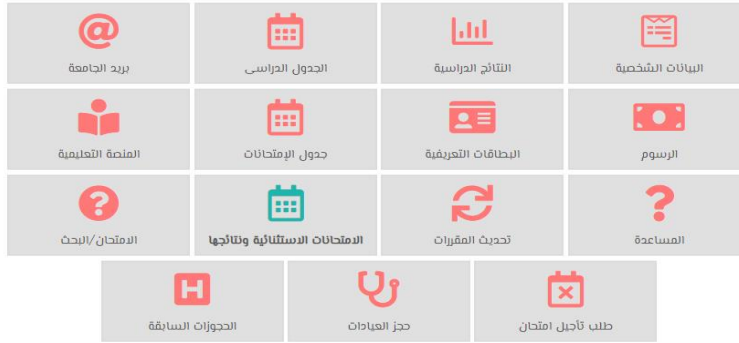 البيانات الشخصية
النتائج الدراسية
الجدول الدراسى
بريد الجامعة
الرسوم
البطاقات التعريفية
جدول الإمتحانات
المنصة التعليمية
المساعدة
تحديث المقررات
الامتحانات الاستثنائية ونتائجها
الامتحان/البحث
طلب تأجيل امتحان
حجز العيادات
الحجوزات السابقة